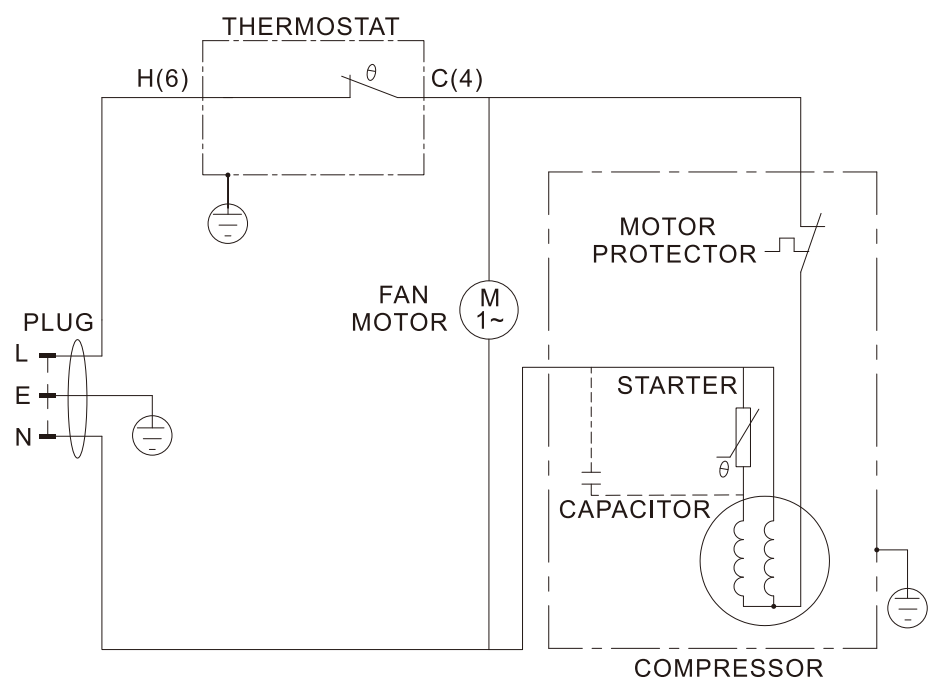 THERMOSTAT
H(6)
θ
C(4)
MOTOR
PROTECTOR
FAN
MOTOR
M
1~
PLUG
L
E
N
STARTER
θ
CAPACITOR
COMPRESSOR